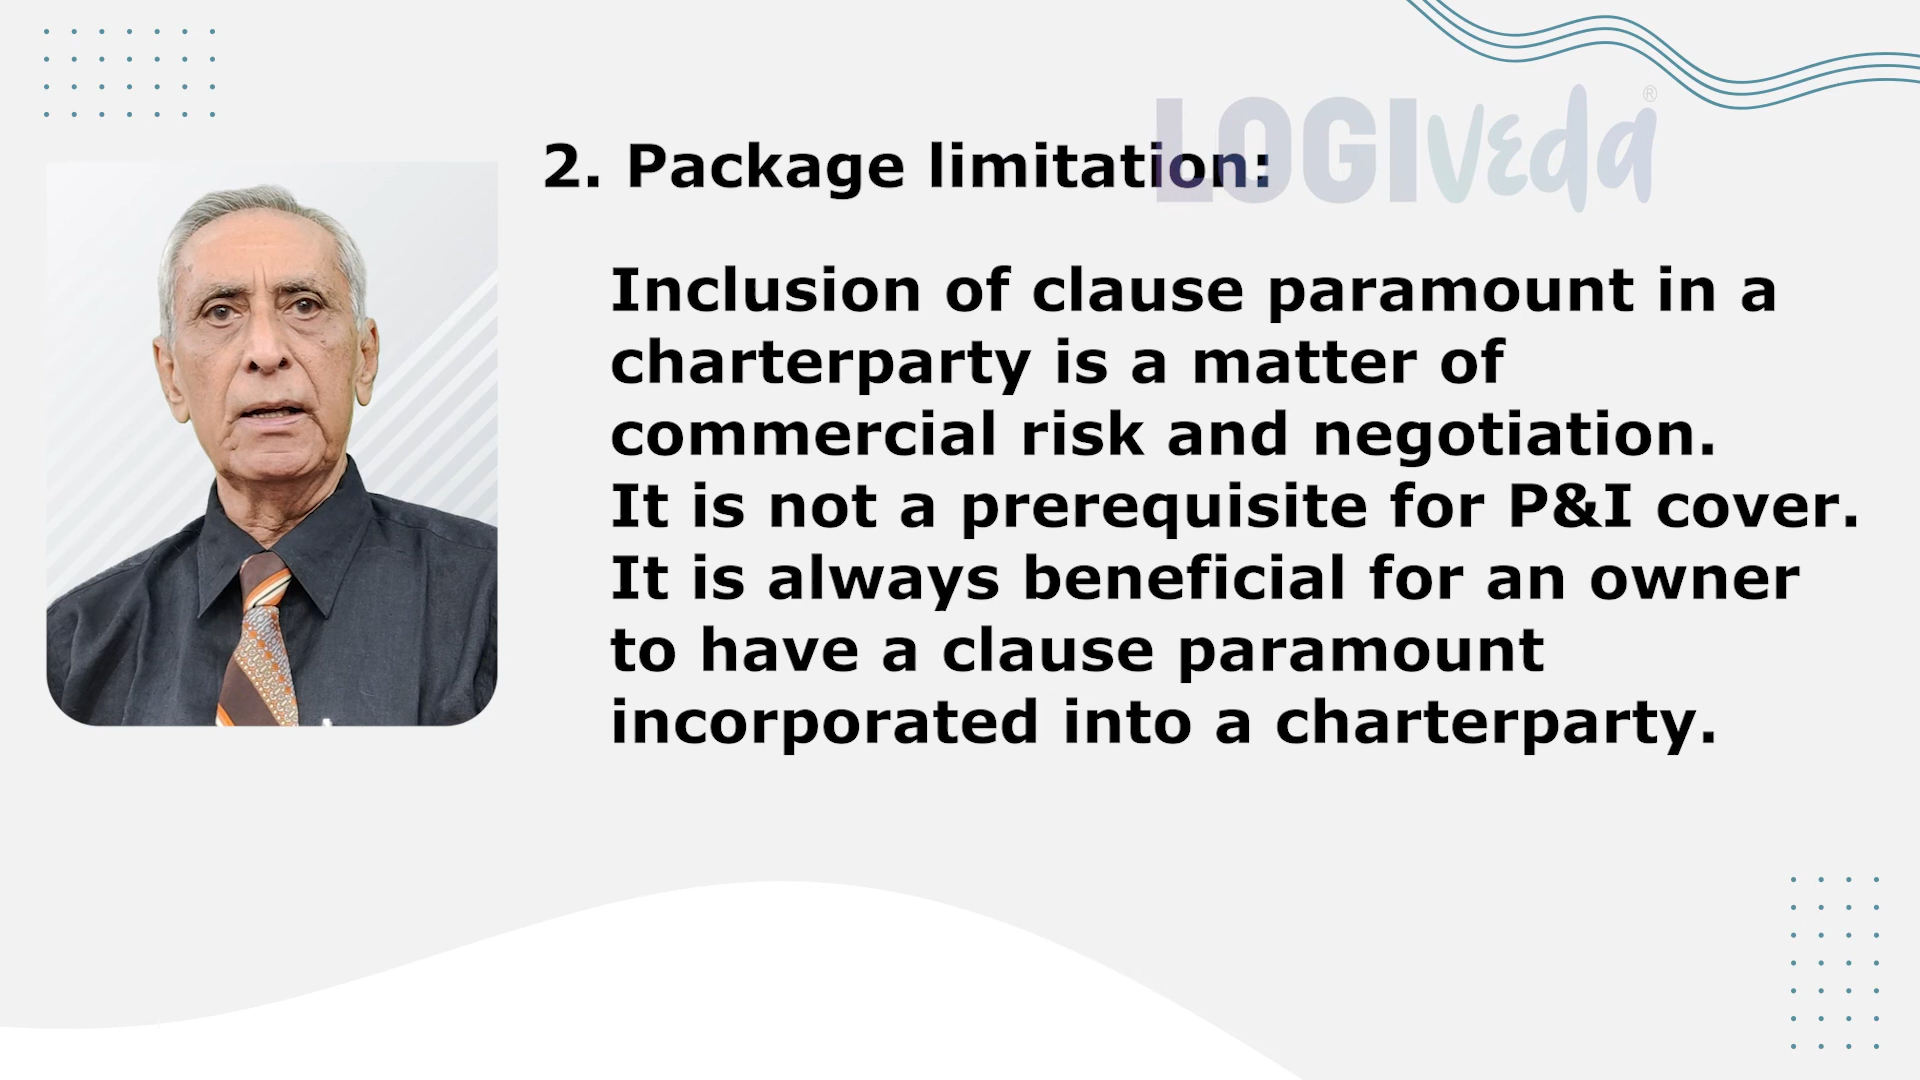 LOGIveda®
2. Package limitation:
Inclusion of clause paramount in a
charterparty is a matter of
commercial risk and negotiation.
It is not a prerequisite for P&I cover.
It is always beneficial for an owner
to have a clause paramount
incorporated into a charterparty.